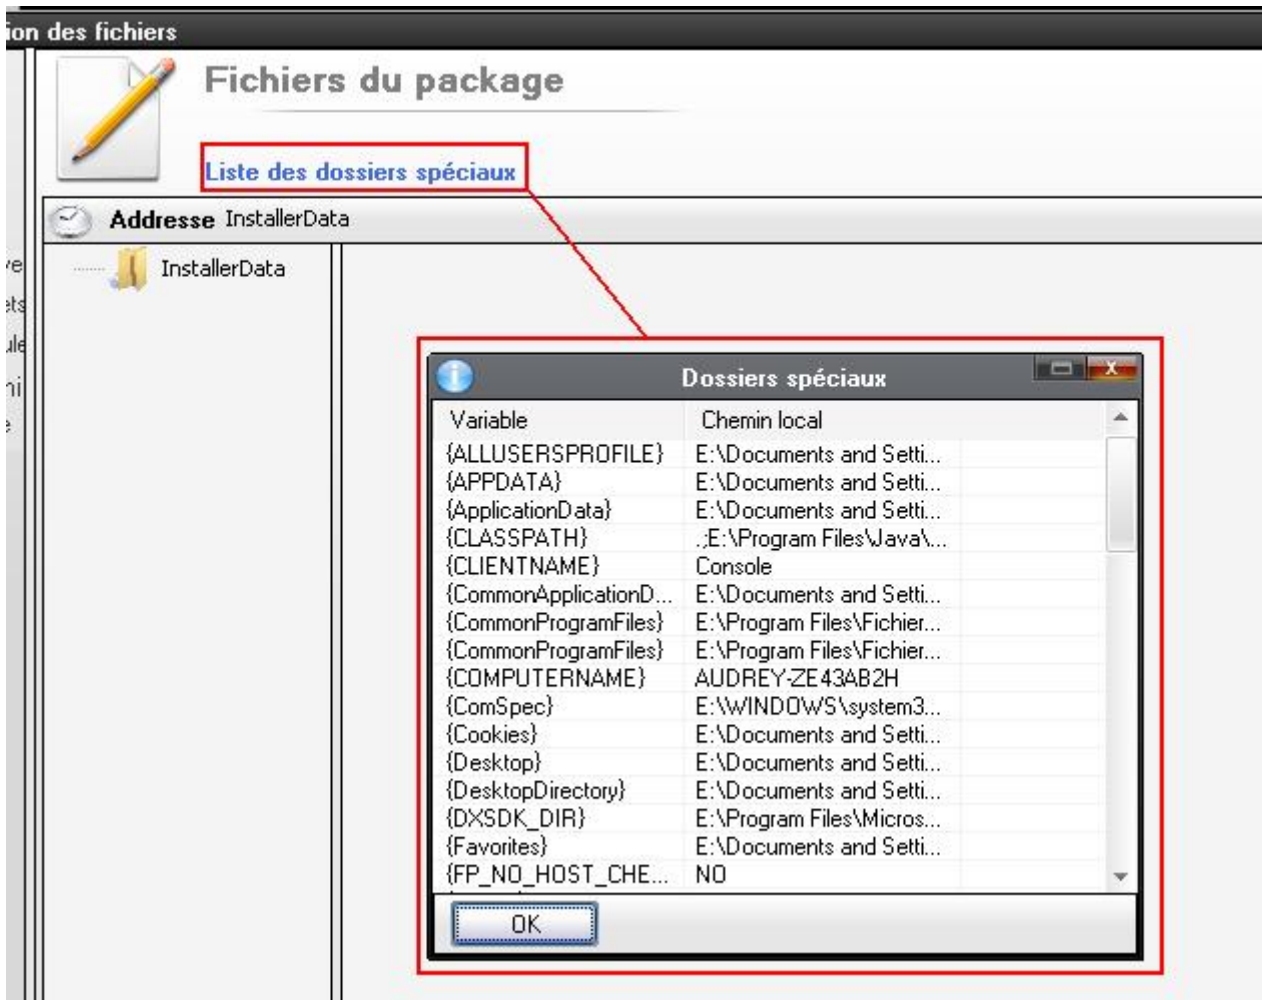 ion des fichiers
Fichiers du package
Liste des dossiers spéciaux
Addresse InstallerData
InstallerData
Dossiers spéciaux
Variable Chemin local
{ALLUSERSPROFILE} E:\Documents and Setti...
{APPDATA} E:\Documents and Setti...
{ApplicationData} E:\Documents and Setti...
{CLASSPATH} .;E:\Program Files\Java\...
{CLIENTNAME} Console
{CommonApplicationD... E:\Documents and Setti...
{CommonProgramFiles} E:\Program Files\Fichier...
{CommonProgramFiles} E:\Program Files\Fichier...
{COMPUTERNAME} AUDREY-ZE43AB2H
{ComSpec} E:\WINDOWS\system3...
{Cookies} E:\Documents and Setti...
{Desktop} E:\Documents and Setti...
{DesktopDirectory} E:\Documents and Setti...
{DXSDK_DIR} E:\Program Files\Micros...
{Favorites} E:\Documents and Setti...
{FP_NO_HOST_CHE... NO
OK